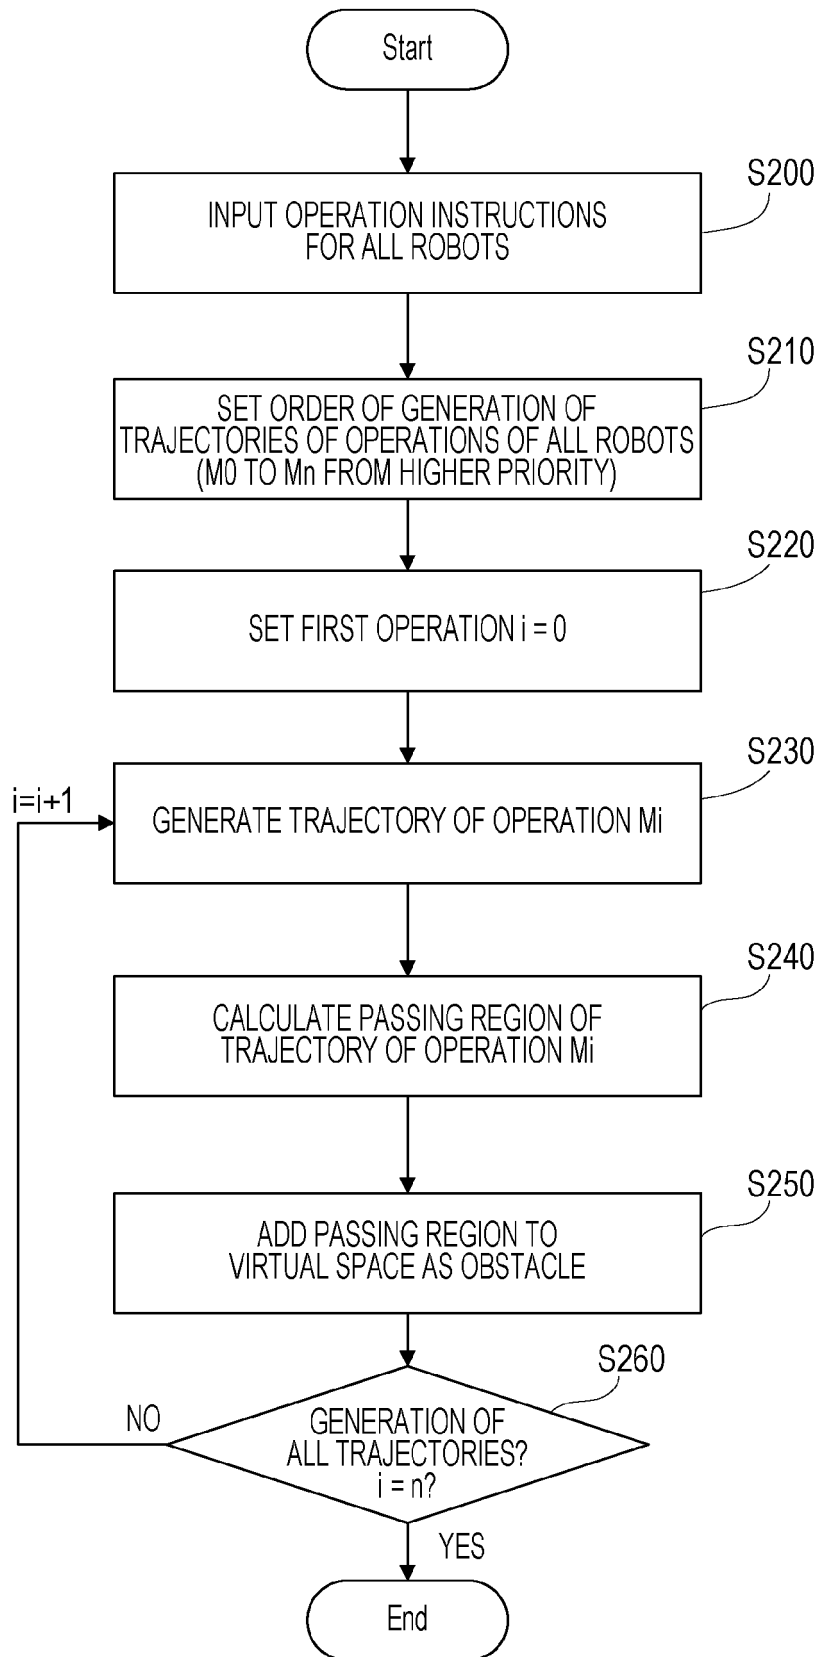 Start
S200
INPUT OPERATION INSTRUCTIONS
FOR ALL ROBOTS
S210
SET ORDER OF GENERATION OF
TRAJECTORIES OF OPERATIONS OF ALL ROBOTS
(M0 TO Mn FROM HIGHER PRIORITY)
S220
SET FIRST OPERATION i = 0
S230
i=i+1
GENERATE TRAJECTORY OF OPERATION Mi
S240
CALCULATE PASSING REGION OF
TRAJECTORY OF OPERATION Mi
S250
ADD PASSING REGION TO
VIRTUAL SPACE AS OBSTACLE
S260
NO
GENERATION OF
ALL TRAJECTORIES?
i = n?
YES
End